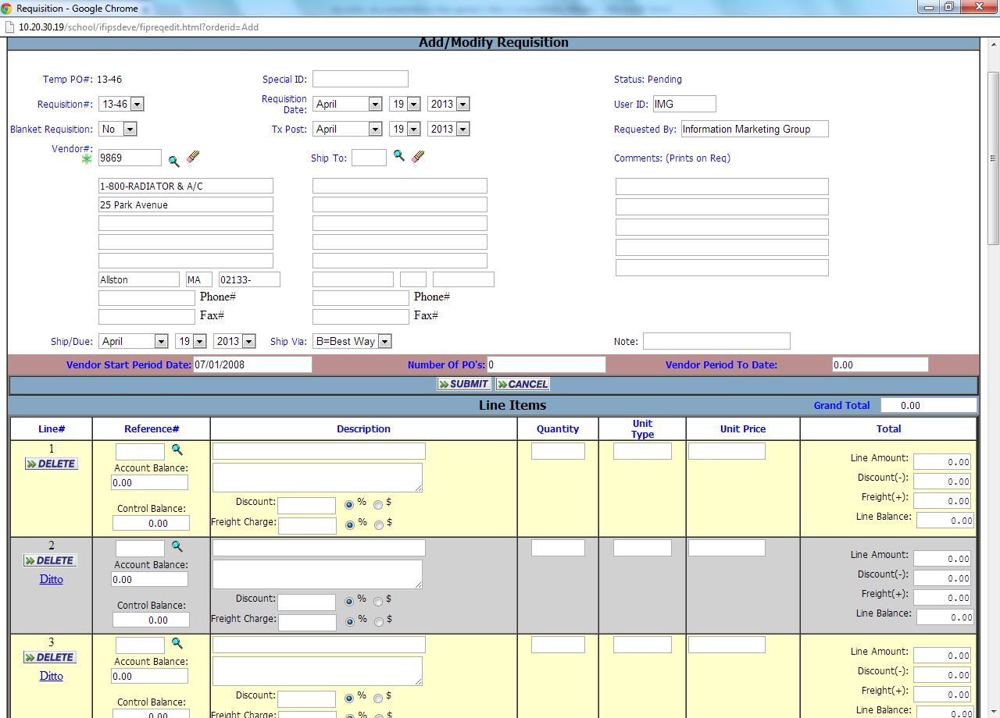 Requisition - Google Chrome
10.20.30.19/school/ifipsdeve/fipreqedit.html?orderid=Add
Add/Modify Requisition
Temp PO#: 13-46 Special ID: Status: Pending
Requisition#: 13-46 Requisition Date: April 19 2013 User ID: IMG
Blanket Requisition: No Tx Post: April 19 2013 Requested By: Information Marketing Group
Vendor#: 9869 Ship To: Comments: (Prints on Req)
1-800-RADIATOR & A/C
25 Park Avenue
Allston MA 02133-
Phone# Phone#
Fax# Fax#
Ship/Due: April 19 2013 Ship Via: B=Best Way Note:
Vendor Start Period Date: 07/01/2008 Number Of PO's: 0 Vendor Period To Date: 0.00
SUBMIT CANCEL
Line Items Grand Total 0.00
Line# Reference# Description Quantity Unit Type Unit Price Total
1 Line Amount: 0.00
DELETE Account Balance: Discount(-): 0.00
0.00
Discount: % $ Freight(+): 0.00
Control Balance: Line Balance: 0.00
0.00 Freight Charge: % $
2 Line Amount: 0.00
DELETE Account Balance: Discount(-): 0.00
Ditto 0.00
Discount: % $ Freight(+): 0.00
Control Balance: Line Balance: 0.00
0.00 Freight Charge: % $
3 Line Amount: 0.00
DELETE Account Balance: Discount(-): 0.00
Ditto 0.00
Discount: % $ Freight(+): 0.00
Control Balance: Line Balance: 0.00
0.00 Freight Charge: % $